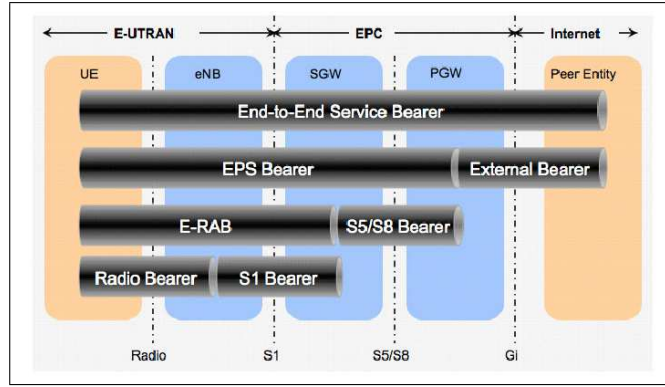 E-UTRAN EPC Internet
UE eNB SGW PGW Peer Entity
End-to-End Service Bearer
EPS Bearer External Bearer
E-RAB S5/S8 Bearer
Radio Bearer S1 Bearer
Radio S1 S5/S8 Gi